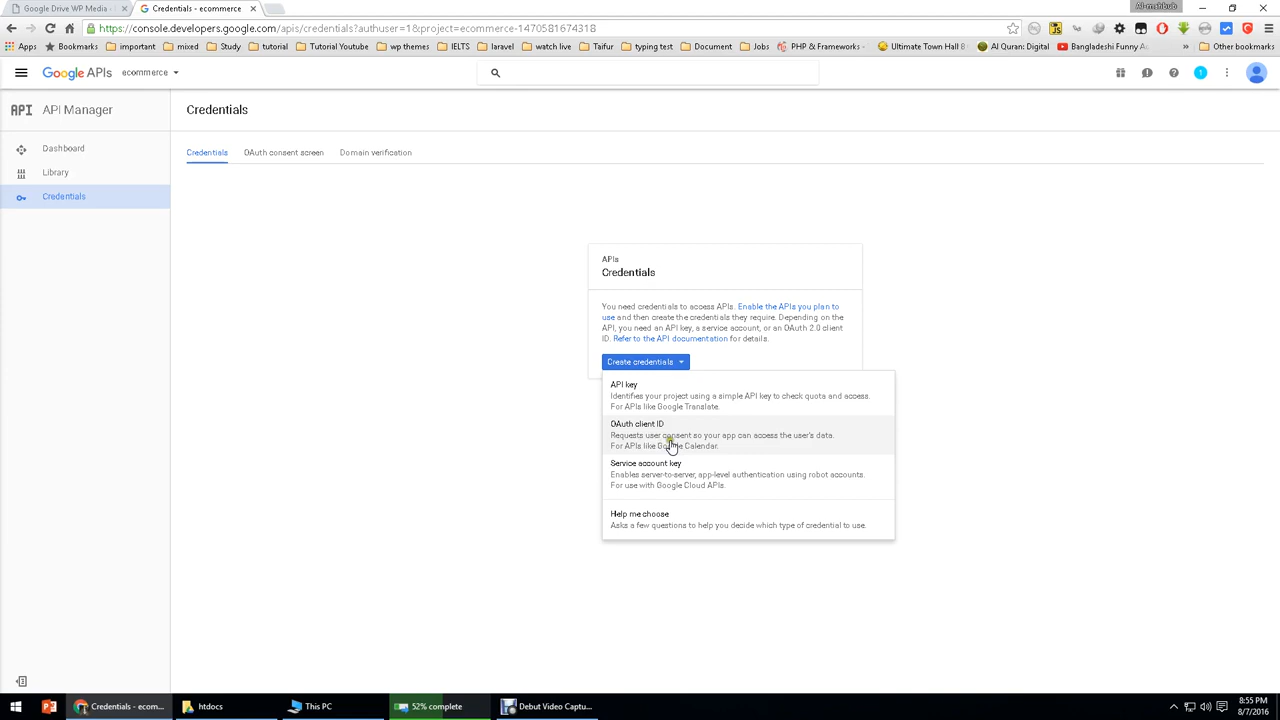 Al-mehbub
Google Drive WP Media - 
Credentials - ecommerce
https://console.developers.google.com/apis/credentials?authuser=1&project=ecommerce-1470581674318
Apps
Bookmarks
important
mixed
Study
tutorial
Tutorial Youtube
wp themes
IELTS
laravel
watch live
Taifur
typing test
Document
Jobs
PHP & Frameworks -
Ultimate Town Hall 8
Al Quran: Digital
Bangladeshi Funny A
»
Other bookmarks
Google APIs
ecommerce
1
API API Manager
Credentials
Dashboard
Library
Credentials
Credentials
OAuth consent screen
Domain verification
APIs
Credentials
You need credentials to access APIs. Enable the APIs you plan to
use and then create the credentials they require. Depending on the
API, you need an API key, a service account, or an OAuth 2.0 client
ID. Refer to the API documentation for details.
Create credentials
API key
Identifies your project using a simple API key to check quota and access.
For APIs like Google Translate.
OAuth client ID
Requests user consent so your app can access the user's data.
For APIs like Google Calendar.
Service account key
Enables server-to-server, app-level authentication using robot accounts.
For use with Google Cloud APIs.
Help me choose
Asks a few questions to help you decide which type of credential to use.
Credentials - ecom...
htdocs
This PC
52% complete
Debut Video Captu...
8:55 PM
8/7/2016